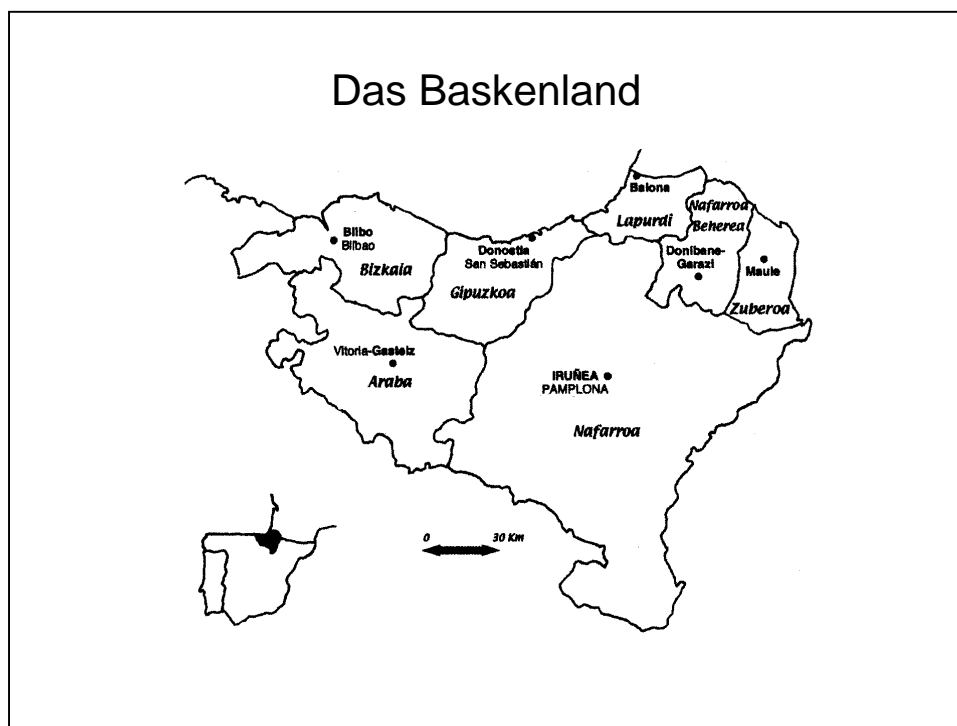 Das Baskenland
Baiona
Nafarroa
Lapurdi
Beherea
Bilbo
Bilbao
Bizkaia
Donostia
San Sebastián
Gipuzkoa
Donibane-
Garazi
Maule
Zuberoa
Vitoria-Gasteiz
Araba
IRUÑEA
PAMPLONA
Nafarroa
0 30 Km